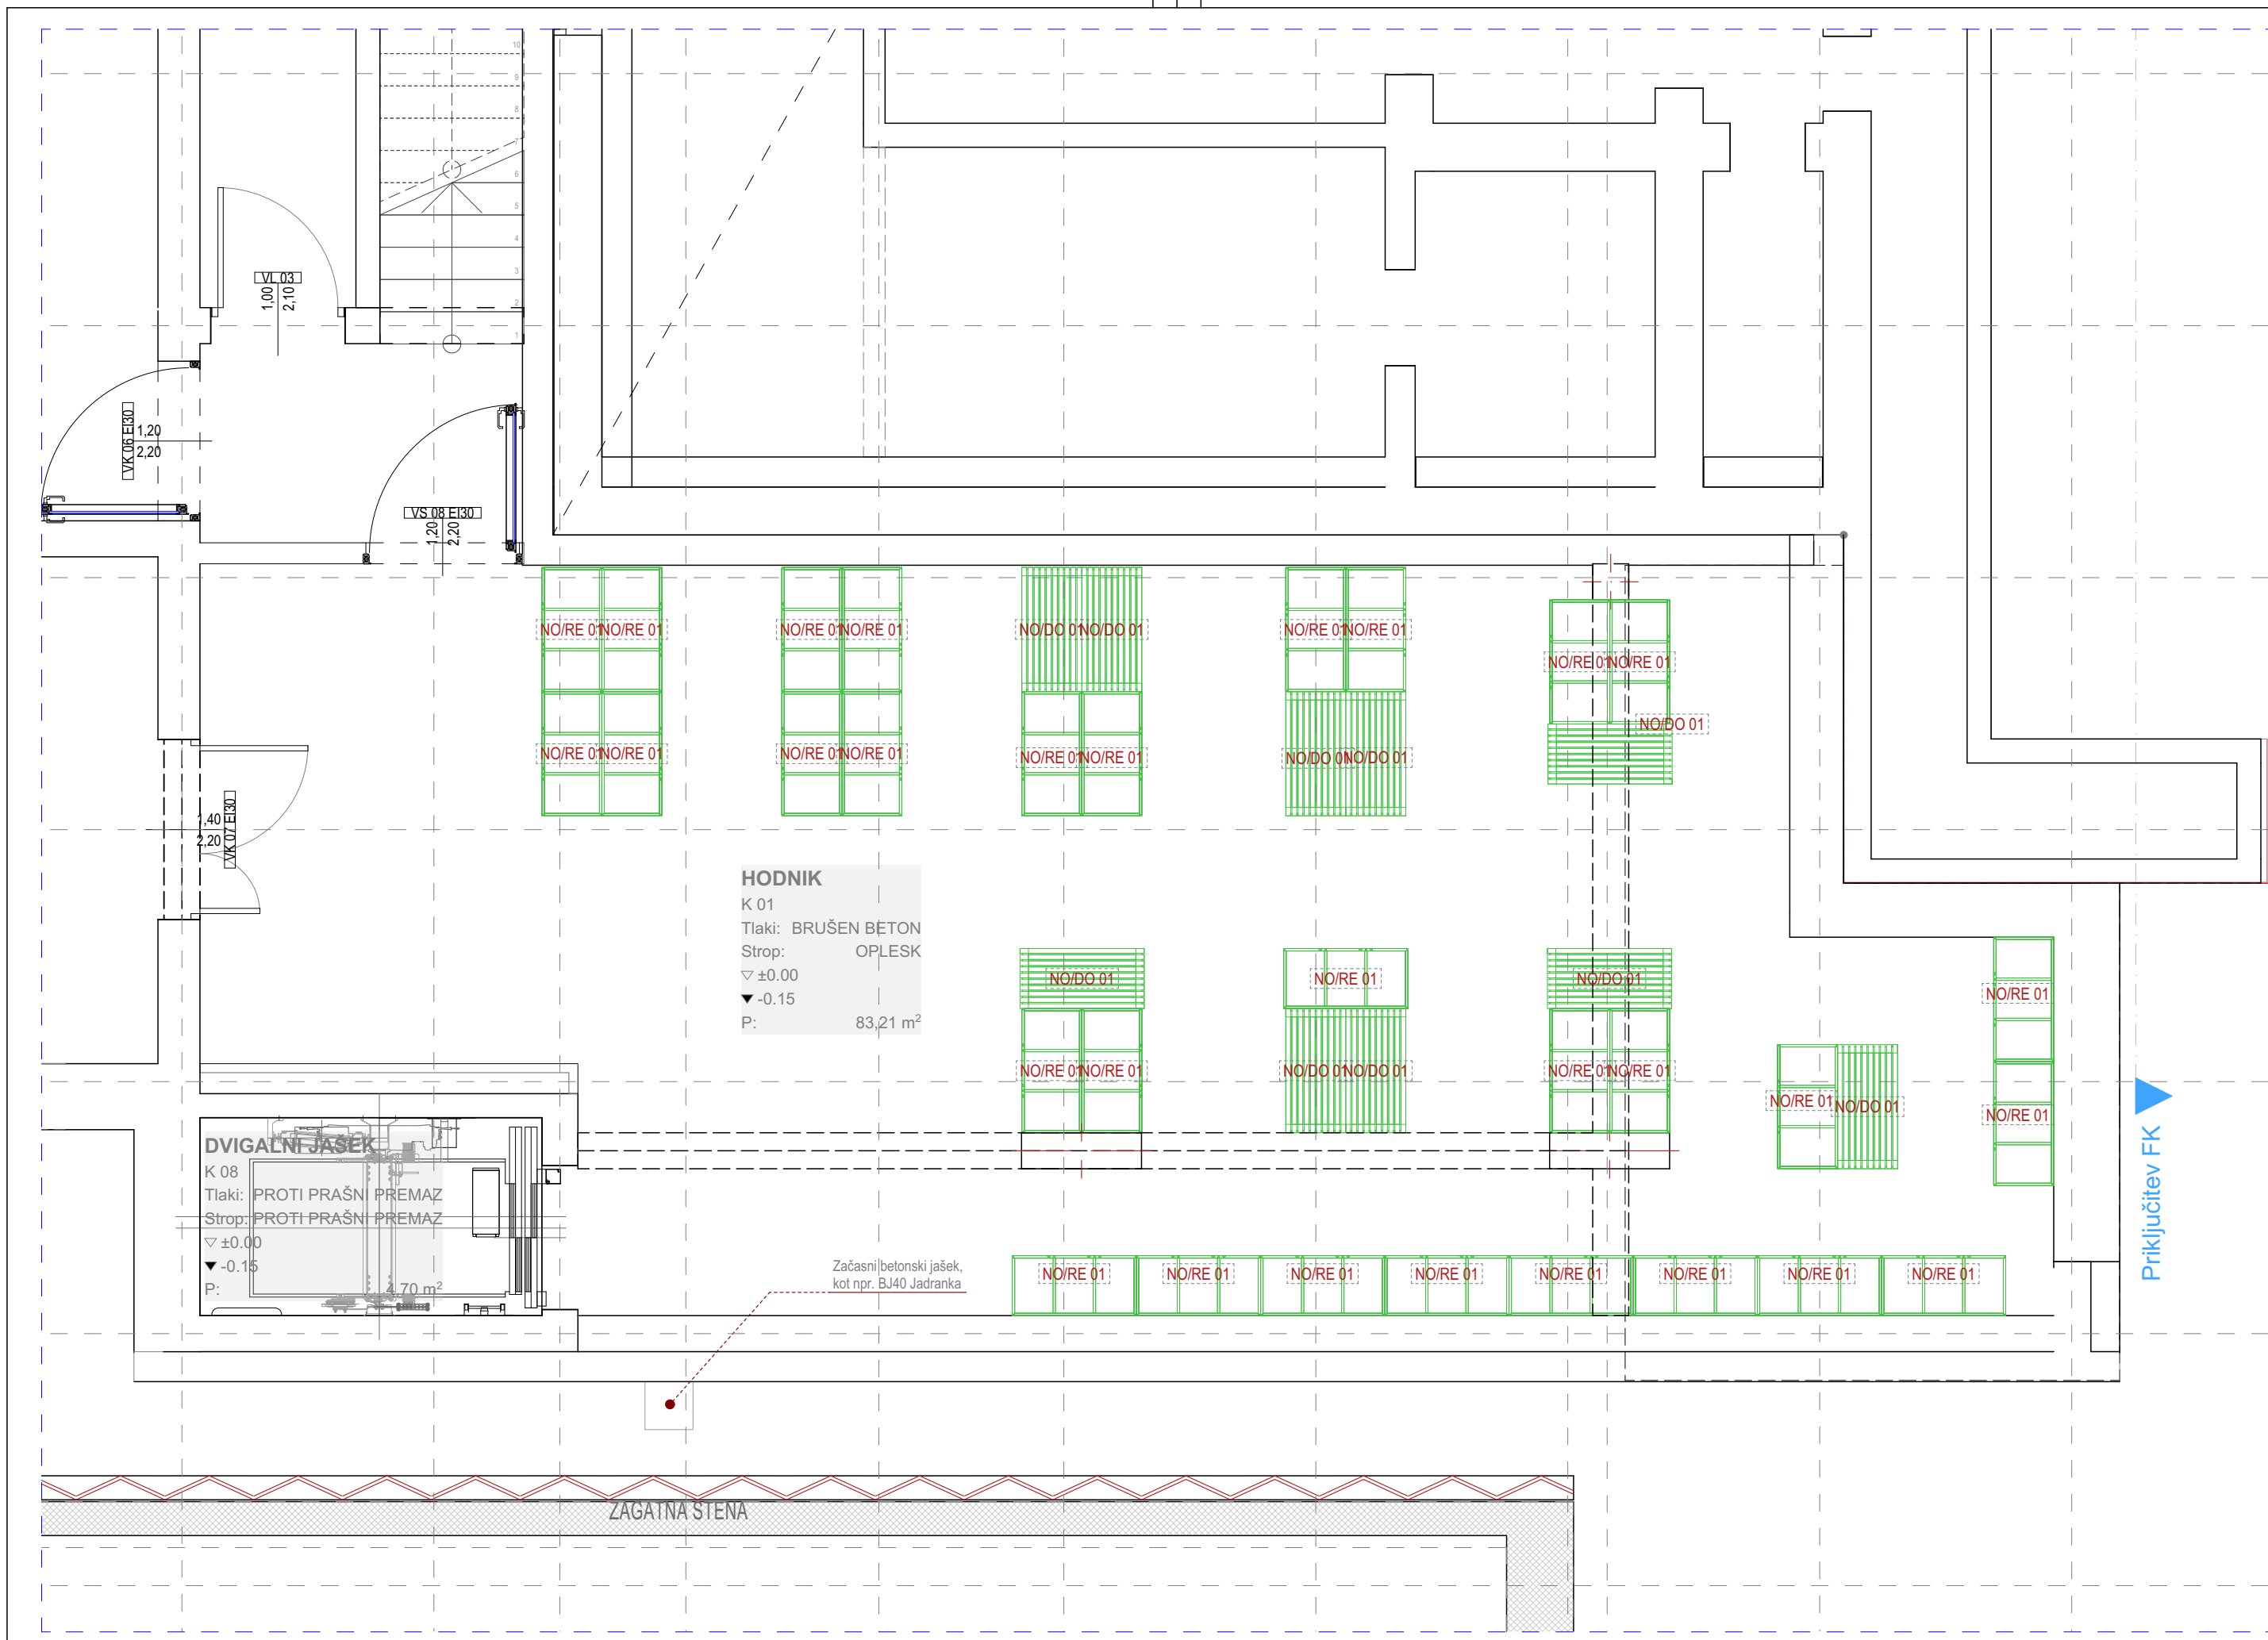 10
9
8
7
6
5
4
3
2
1
VL 03
1,00
2,10
VK 06 EI30
1,20
2,20
VS 08 EI30
1,20
2,20
NO/RE 01 NO/RE 01
NO/RE 01 NO/RE 01
NO/DO 01 NO/DO 01
NO/RE 01 NO/RE 01
NO/RE 01 NO/RE 01
NO/DO 01
NO/RE 01 NO/RE 01
NO/RE 01 NO/RE 01
NO/RE 01 NO/RE 01
NO/DO 01 NO/DO 01
1,40
2,20
VK 07 EI30
HODNIK
K 01
Tlaki: BRUŠEN BETON
Strop: OPLESK
▽ ±0.00
▼ -0.15
P: 83,21 m²
NO/DO 01
NO/RE 01
NO/DO 01
NO/RE 01
NO/RE 01 NO/RE 01
NO/DO 01 NO/DO 01
NO/RE 01 NO/RE 01
NO/RE 01
NO/DO 01
NO/RE 01
Priključitev FK
DVIGALNI JAŠEK
K 08
Tlaki: PROTI PRAŠNI PREMAZ
Strop: PROTI PRAŠNI PREMAZ
▽ ±0.00
▼ -0.15
P: 4,70 m²
Začasni betonski jašek,
kot npr. BJ40 Jadranka
NO/RE 01
NO/RE 01
NO/RE 01
NO/RE 01
NO/RE 01
NO/RE 01
NO/RE 01
NO/RE 01
ZAGATNA STENA